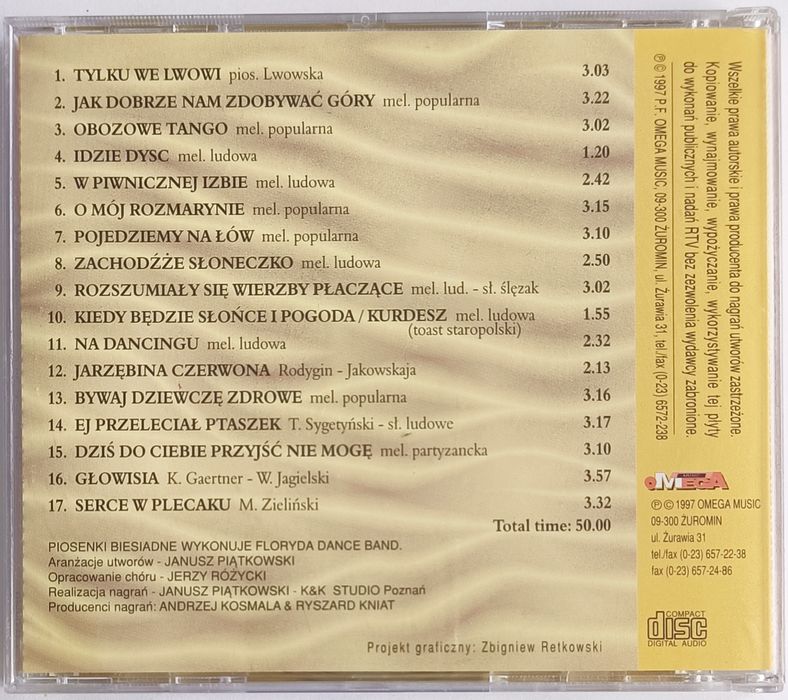 1. TYLKU WE LWOWI pios. Lwowska 3.03
2. JAK DOBRZE NAM ZDOBYWAĆ GÓRY mel. popularna 3.22
3. OBOZOWE TANGO mel. popularna 3.02
4. IDZIE DYSC mel. ludowa 1.20
5. W PIWNICZNEJ IZBIE mel. ludowa 2.42
6. O MÓJ ROZMARYNIE mel. popularna 3.15
7. POJEDZIEMY NA ŁÓW mel. popularna 3.10
8. ZACHODŹŻE SŁONECZKO mel. ludowa 2.50
9. ROZSZUMIAŁY SIĘ WIERZBY PŁACZĄCE mel. lud. - sł. ślęzak 3.02
10. KIEDY BĘDZIE SŁOŃCE I POGODA / KURDESZ mel. ludowa 1.55
(toast staropolski)
11. NA DANCINGU mel. ludowa 2.32
12. JARZĘBINA CZERWONA Rodygin - Jakowskaja 2.13
13. BYWAJ DZIEWCZĘ ZDROWE mel. popularna 3.16
14. EJ PRZELECIAŁ PTASZEK T. Sygetyński - sł. ludowe 3.17
15. DZIŚ DO CIEBIE PRZYJŚĆ NIE MOGĘ mel. partyzancka 3.10
16. GŁOWISIA K. Gaertner - W. Jagielski 3.57
17. SERCE W PLECAKU M. Zieliński 3.32
Total time: 50.00
PIOSENKI BIESIADNE WYKONUJE FLORYDA DANCE BAND.
Aranżacje utworów - JANUSZ PIĄTKOWSKI
Opracowanie chóru - JERZY RÓŻYCKI
Realizacja nagrań - JANUSZ PIĄTKOWSKI - K&K STUDIO Poznań
Producenci nagrań: ANDRZEJ KOSMALA & RYSZARD KNIAT
Projekt graficzny: Zbigniew Retkowski
Wszelkie prawa autorskie i prawa producenta do nagrań utworów zastrzeżone.
Kopiowanie, wynajmowanie, wypożyczanie, wykorzystywanie tej płyty
do wykonań publicznych i nadań RTV bez zezwolenia wydawcy zabronione.
℗ © 1997 P.F. OMEGA MUSIC, 09-300 ŻUROMIN, ul. Żurawia 31, tel./fax (0-23) 6572-238
OMEGA
℗ © 1997 OMEGA MUSIC
09-300 ŻUROMIN
ul. Żurawia 31
tel./fax (0-23) 657-22-38
fax (0-23) 657-24-86
COMPACT
disc
DIGITAL AUDIO